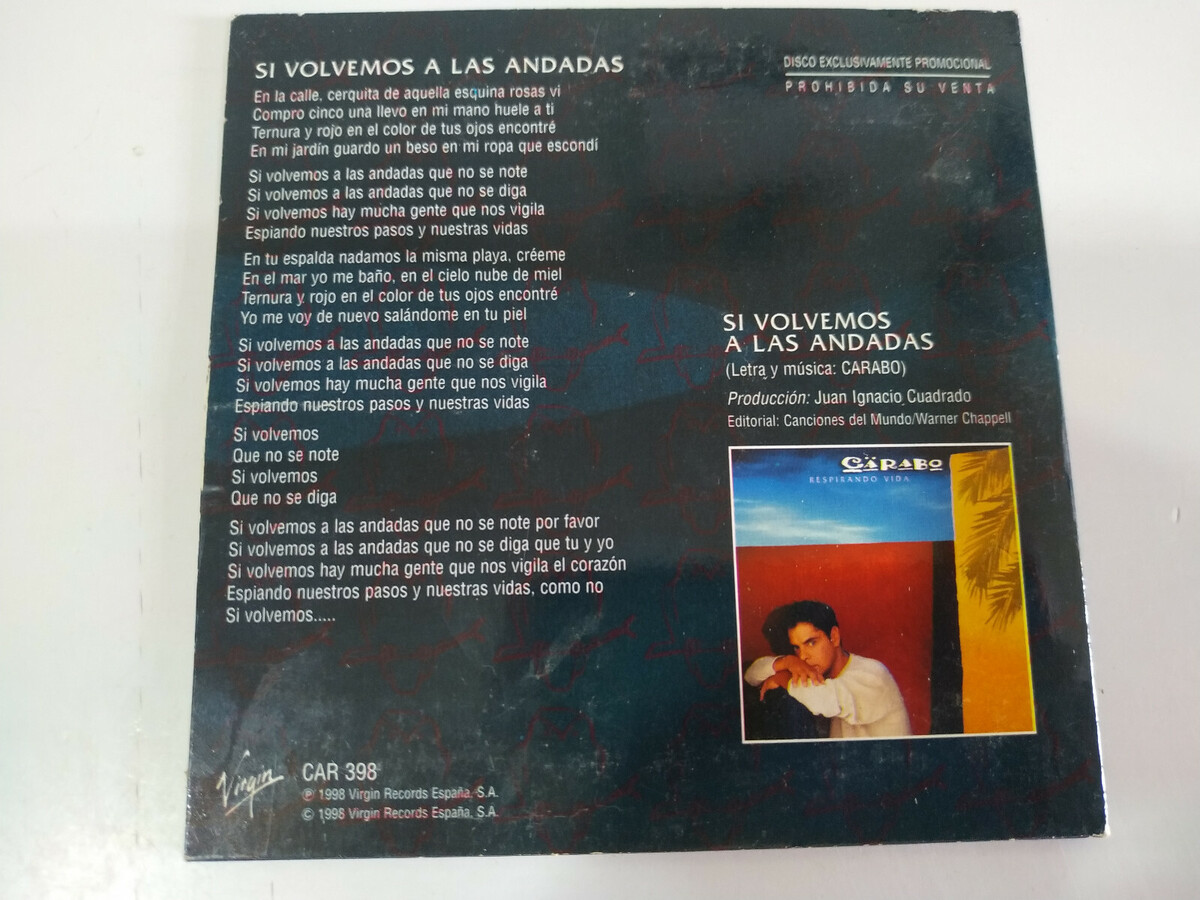 SI VOLVEMOS A LAS ANDADAS
En la calle, cerquita de aquella esquina rosas vi
Compro cinco una llevo en mi mano huele a ti
Ternura y rojo en el color de tus ojos encontré
En mi jardín guardo un beso en mi ropa que escondí
Si volvemos a las andadas que no se note
Si volvemos a las andadas que no se diga
Si volvemos hay mucha gente que nos vigila
Espiando nuestros pasos y nuestras vidas
En tu espalda nadamos la misma playa, créeme
En el mar yo me baño, en el cielo nube de miel
Ternura y rojo en el color de tus ojos encontré
Yo me voy de nuevo salándome en tu piel
Si volvemos a las andadas que no se note
Si volvemos a las andadas que no se diga
Si volvemos hay mucha gente que nos vigila
Espiando nuestros pasos y nuestras vidas
Si volvemos
Que no se note
Si volvemos
Que no se diga
Si volvemos a las andadas que no se note por favor
Si volvemos a las andadas que no se diga que tu y yo
Si volvemos hay mucha gente que nos vigila el corazón
Espiando nuestros pasos y nuestras vidas, como no
Si volvemos.....
Virgin
CAR 398
℗ 1998 Virgin Records España, S.A.
© 1998 Virgin Records España, S.A.
DISCO EXCLUSIVAMENTE PROMOCIONAL
PROHIBIDA SU VENTA
SI VOLVEMOS
A LAS ANDADAS
(Letra y música: CARABO)
Producción: Juan Ignacio Cuadrado
Editorial: Canciones del Mundo/Warner Chappell
CÄRABO
RESPIRANDO VIDA